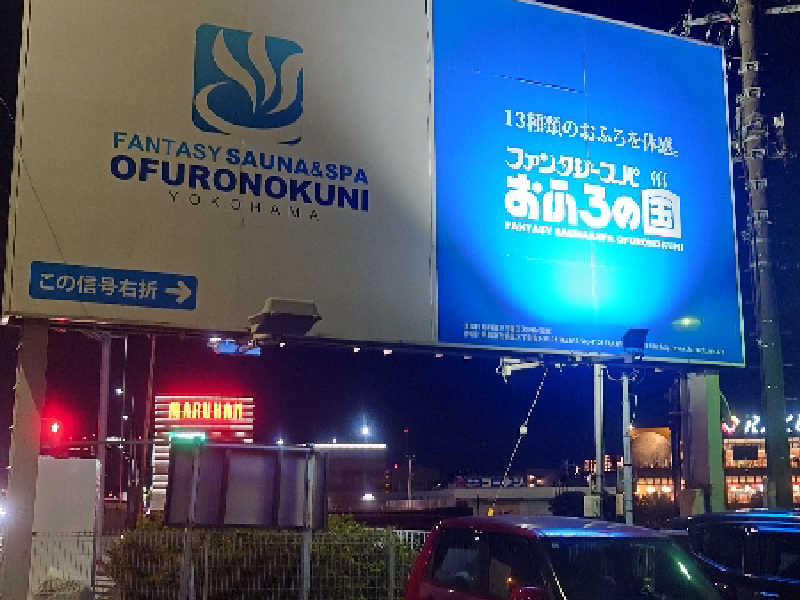 FANTASY SAUNA&SPA
OFURONOKUNI
YOKOHAMA
この信号右折
13種類のおふろを体感。
ファンタジースパ
おふろの国
FANTASY SAUNA&SPA OFURONOKUNI
MARUHAN